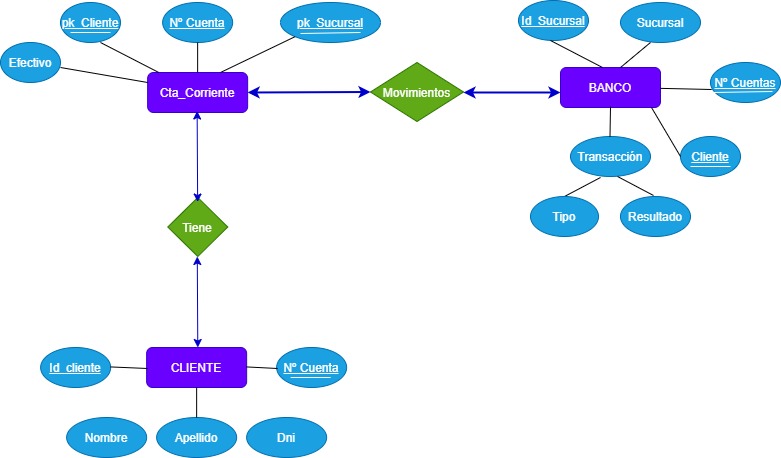 pk_Cliente
Nº Cuenta
pk_Sucursal
Id_Sucursal
Sucursal
Efectivo
Cta_Corriente
Movimientos
BANCO
Nº Cuentas
Transacción
Cliente
Tipo
Resultado
Tiene
Id_cliente
CLIENTE
Nº Cuenta
Nombre
Apellido
Dni